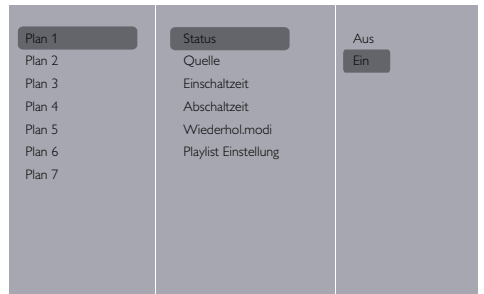 Plan 1
Plan 2
Plan 3
Plan 4
Plan 5
Plan 6
Plan 7
Status
Quelle
Einschaltzeit
Abschaltzeit
Wiederhol.modi
Playlist Einstellung
Aus
Ein